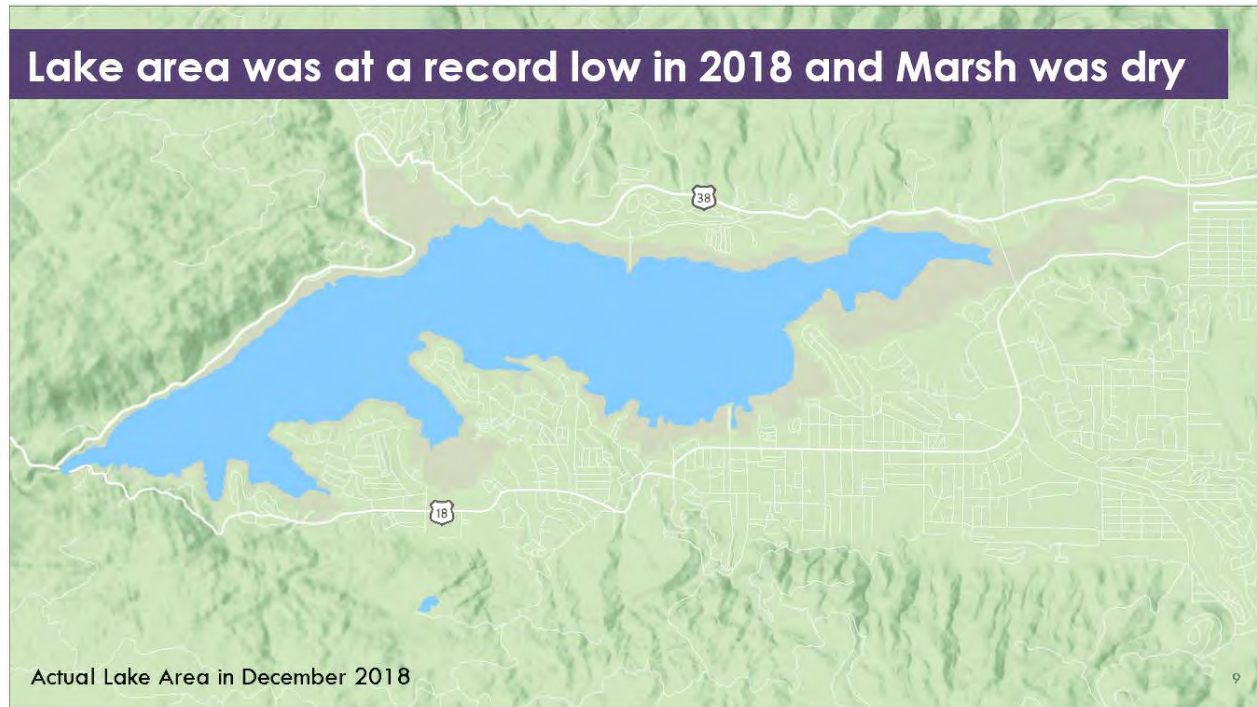 Lake area was at a record low in 2018 and Marsh was dry
38
18
Actual Lake Area in December 2018
9